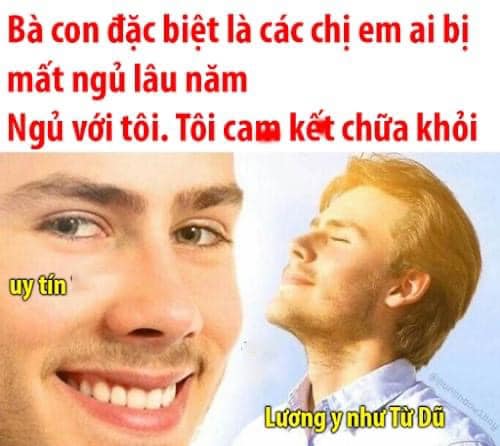 Bà con đặc biệt là các chị em ai bị
mất ngủ lâu năm
Ngủ với tôi. Tôi cam kết chữa khỏi
uy tín
Lương y như Từ Dũ